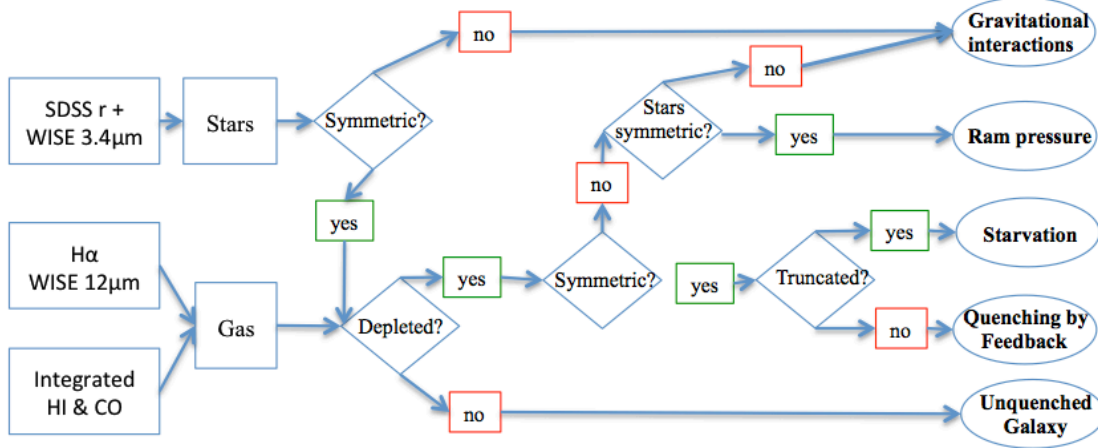 no
Gravitational
interactions
no
SDSS r +
WISE 3.4μm
Stars
Symmetric?
Stars
symmetric?
yes
Ram pressure
no
yes
Hα
WISE 12μm
yes
Starvation
yes
Symmetric?
yes
Truncated?
Gas
Depleted?
no
Quenching by
Feedback
Integrated
HI & CO
no
Unquenched
Galaxy